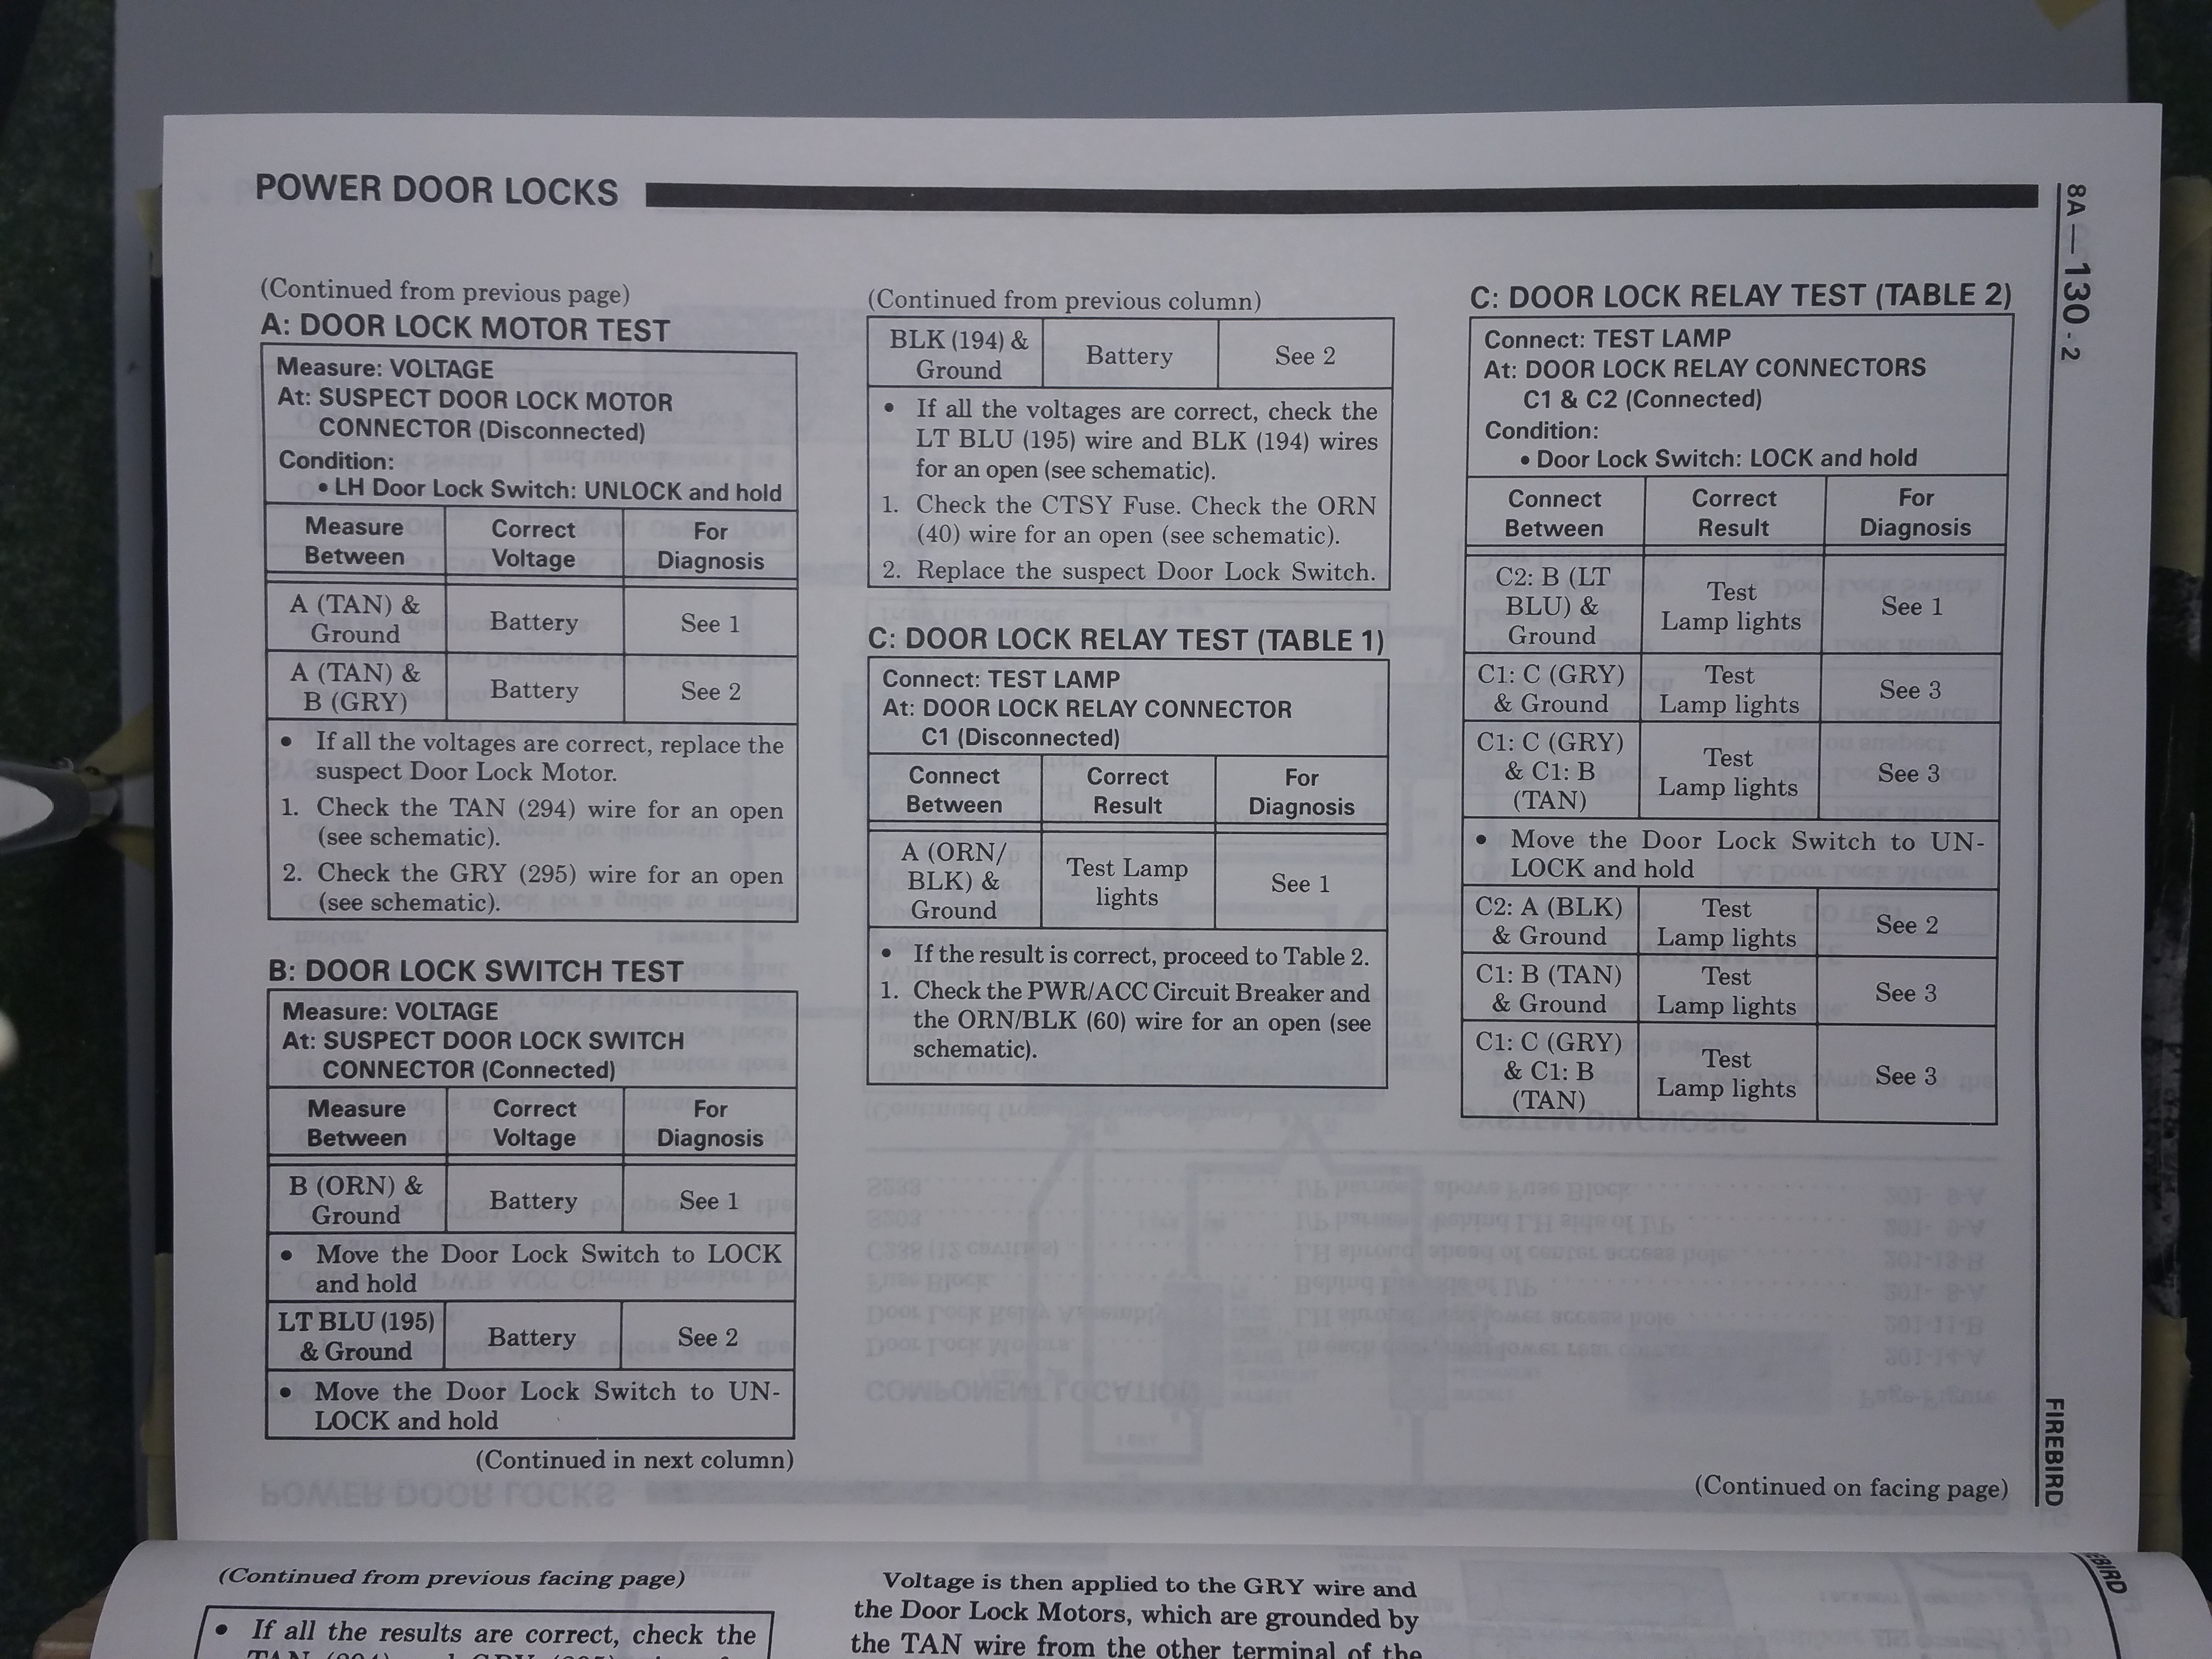 POWER DOOR LOCKS
8A — 130 - 2
(Continued from previous page)
A: DOOR LOCK MOTOR TEST
Measure: VOLTAGE
At: SUSPECT DOOR LOCK MOTOR
CONNECTOR (Disconnected)
Condition:
• LH Door Lock Switch: UNLOCK and hold
Measure Between | Correct Voltage | For Diagnosis
A (TAN) & Ground | Battery | See 1
A (TAN) & B (GRY) | Battery | See 2
• If all the voltages are correct, replace the
suspect Door Lock Motor.
1. Check the TAN (294) wire for an open
(see schematic).
2. Check the GRY (295) wire for an open
(see schematic).
B: DOOR LOCK SWITCH TEST
Measure: VOLTAGE
At: SUSPECT DOOR LOCK SWITCH
CONNECTOR (Connected)
Measure Between | Correct Voltage | For Diagnosis
B (ORN) & Ground | Battery | See 1
• Move the Door Lock Switch to LOCK
and hold
LT BLU (195) & Ground | Battery | See 2
• Move the Door Lock Switch to UN-
LOCK and hold
(Continued in next column)
(Continued from previous column)
BLK (194) & Ground | Battery | See 2
• If all the voltages are correct, check the
LT BLU (195) wire and BLK (194) wires
for an open (see schematic).
1. Check the CTSY Fuse. Check the ORN
(40) wire for an open (see schematic).
2. Replace the suspect Door Lock Switch.
C: DOOR LOCK RELAY TEST (TABLE 1)
Connect: TEST LAMP
At: DOOR LOCK RELAY CONNECTOR
C1 (Disconnected)
Connect Between | Correct Result | For Diagnosis
A (ORN/ BLK) & Ground | Test Lamp lights | See 1
• If the result is correct, proceed to Table 2.
1. Check the PWR/ACC Circuit Breaker and
the ORN/BLK (60) wire for an open (see
schematic).
C: DOOR LOCK RELAY TEST (TABLE 2)
Connect: TEST LAMP
At: DOOR LOCK RELAY CONNECTORS
C1 & C2 (Connected)
Condition:
• Door Lock Switch: LOCK and hold
Connect Between | Correct Result | For Diagnosis
C2: B (LT BLU) & Ground | Test Lamp lights | See 1
C1: C (GRY) & Ground | Test Lamp lights | See 3
C1: C (GRY) & C1: B (TAN) | Test Lamp lights | See 3
• Move the Door Lock Switch to UN-
LOCK and hold
C2: A (BLK) & Ground | Test Lamp lights | See 2
C1: B (TAN) & Ground | Test Lamp lights | See 3
C1: C (GRY) & C1: B (TAN) | Test Lamp lights | See 3
(Continued on facing page)
FIREBIRD
(Continued from previous facing page)
• If all the results are correct, check the
Voltage is then applied to the GRY wire and
the Door Lock Motors, which are grounded by
the TAN wire from the other terminal of the